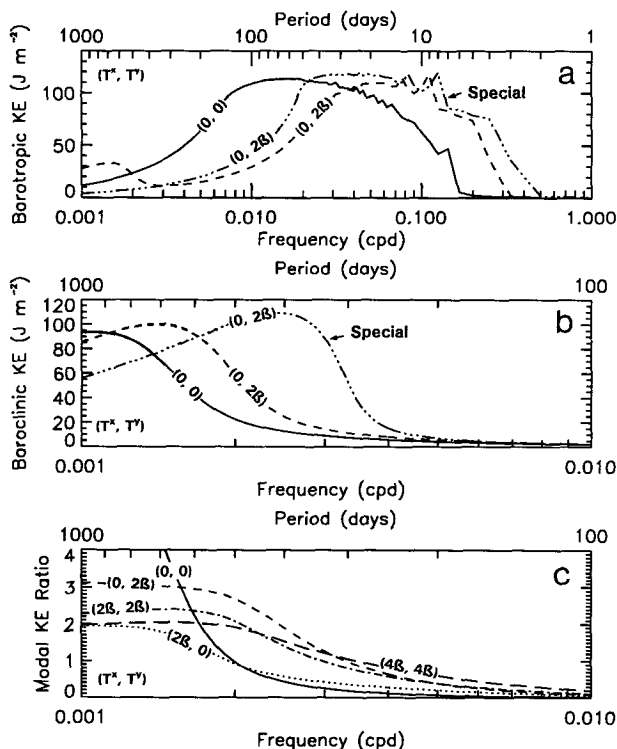 Period (days)
1000 100 10 1
Barotropic KE (J m⁻²)
100
50
0
(Tˣ, Tʸ)
a
Special
(0, 0)
(0, 2ß)
(0, 2ß)
0.001 0.010 0.100 1.000
Frequency (cpd)
Period (days)
1000 100
Baroclinic KE (J m⁻²)
120
100
80
60
40
20
0
b
(0, 2ß)
Special
(0, 0)
(0, 2ß)
(Tˣ, Tʸ)
0.001 0.010
Frequency (cpd)
Period (days)
1000 100
Modal KE Ratio
4
3
2
1
0
c
(0, 0)
(0, 2ß)
(2ß, 2ß)
(2ß, 0)
(4ß, 4ß)
(Tˣ, Tʸ)
0.001 0.010
Frequency (cpd)